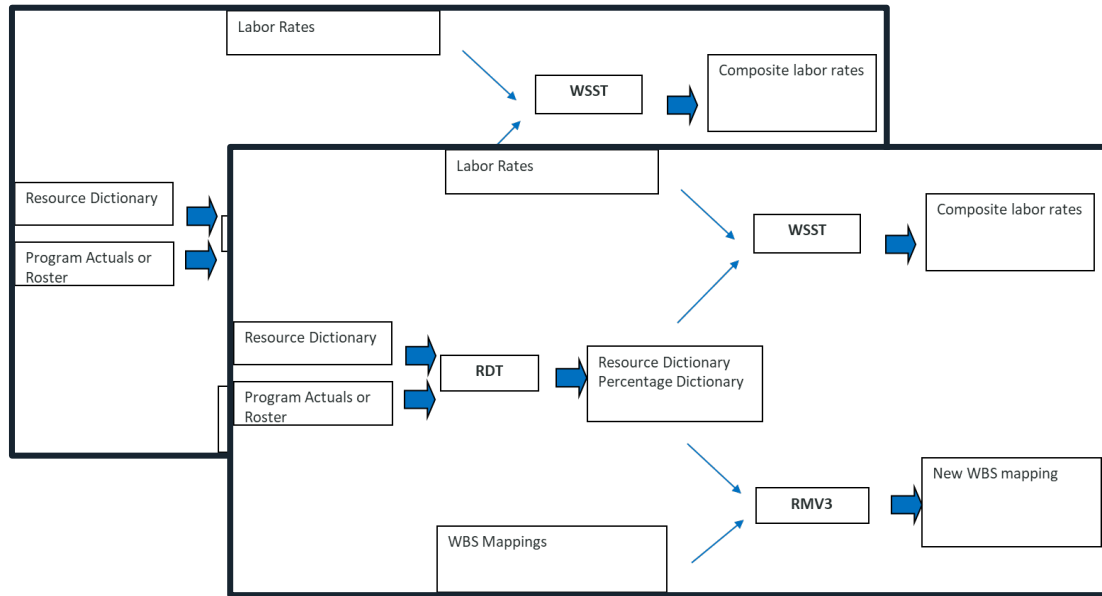 Labor Rates
WSST
Composite labor rates
Resource Dictionary
Program Actuals or
Roster
Labor Rates
WSST
Composite labor rates
Resource Dictionary
Program Actuals or
Roster
RDT
Resource Dictionary
Percentage Dictionary
RMV3
New WBS mapping
WBS Mappings